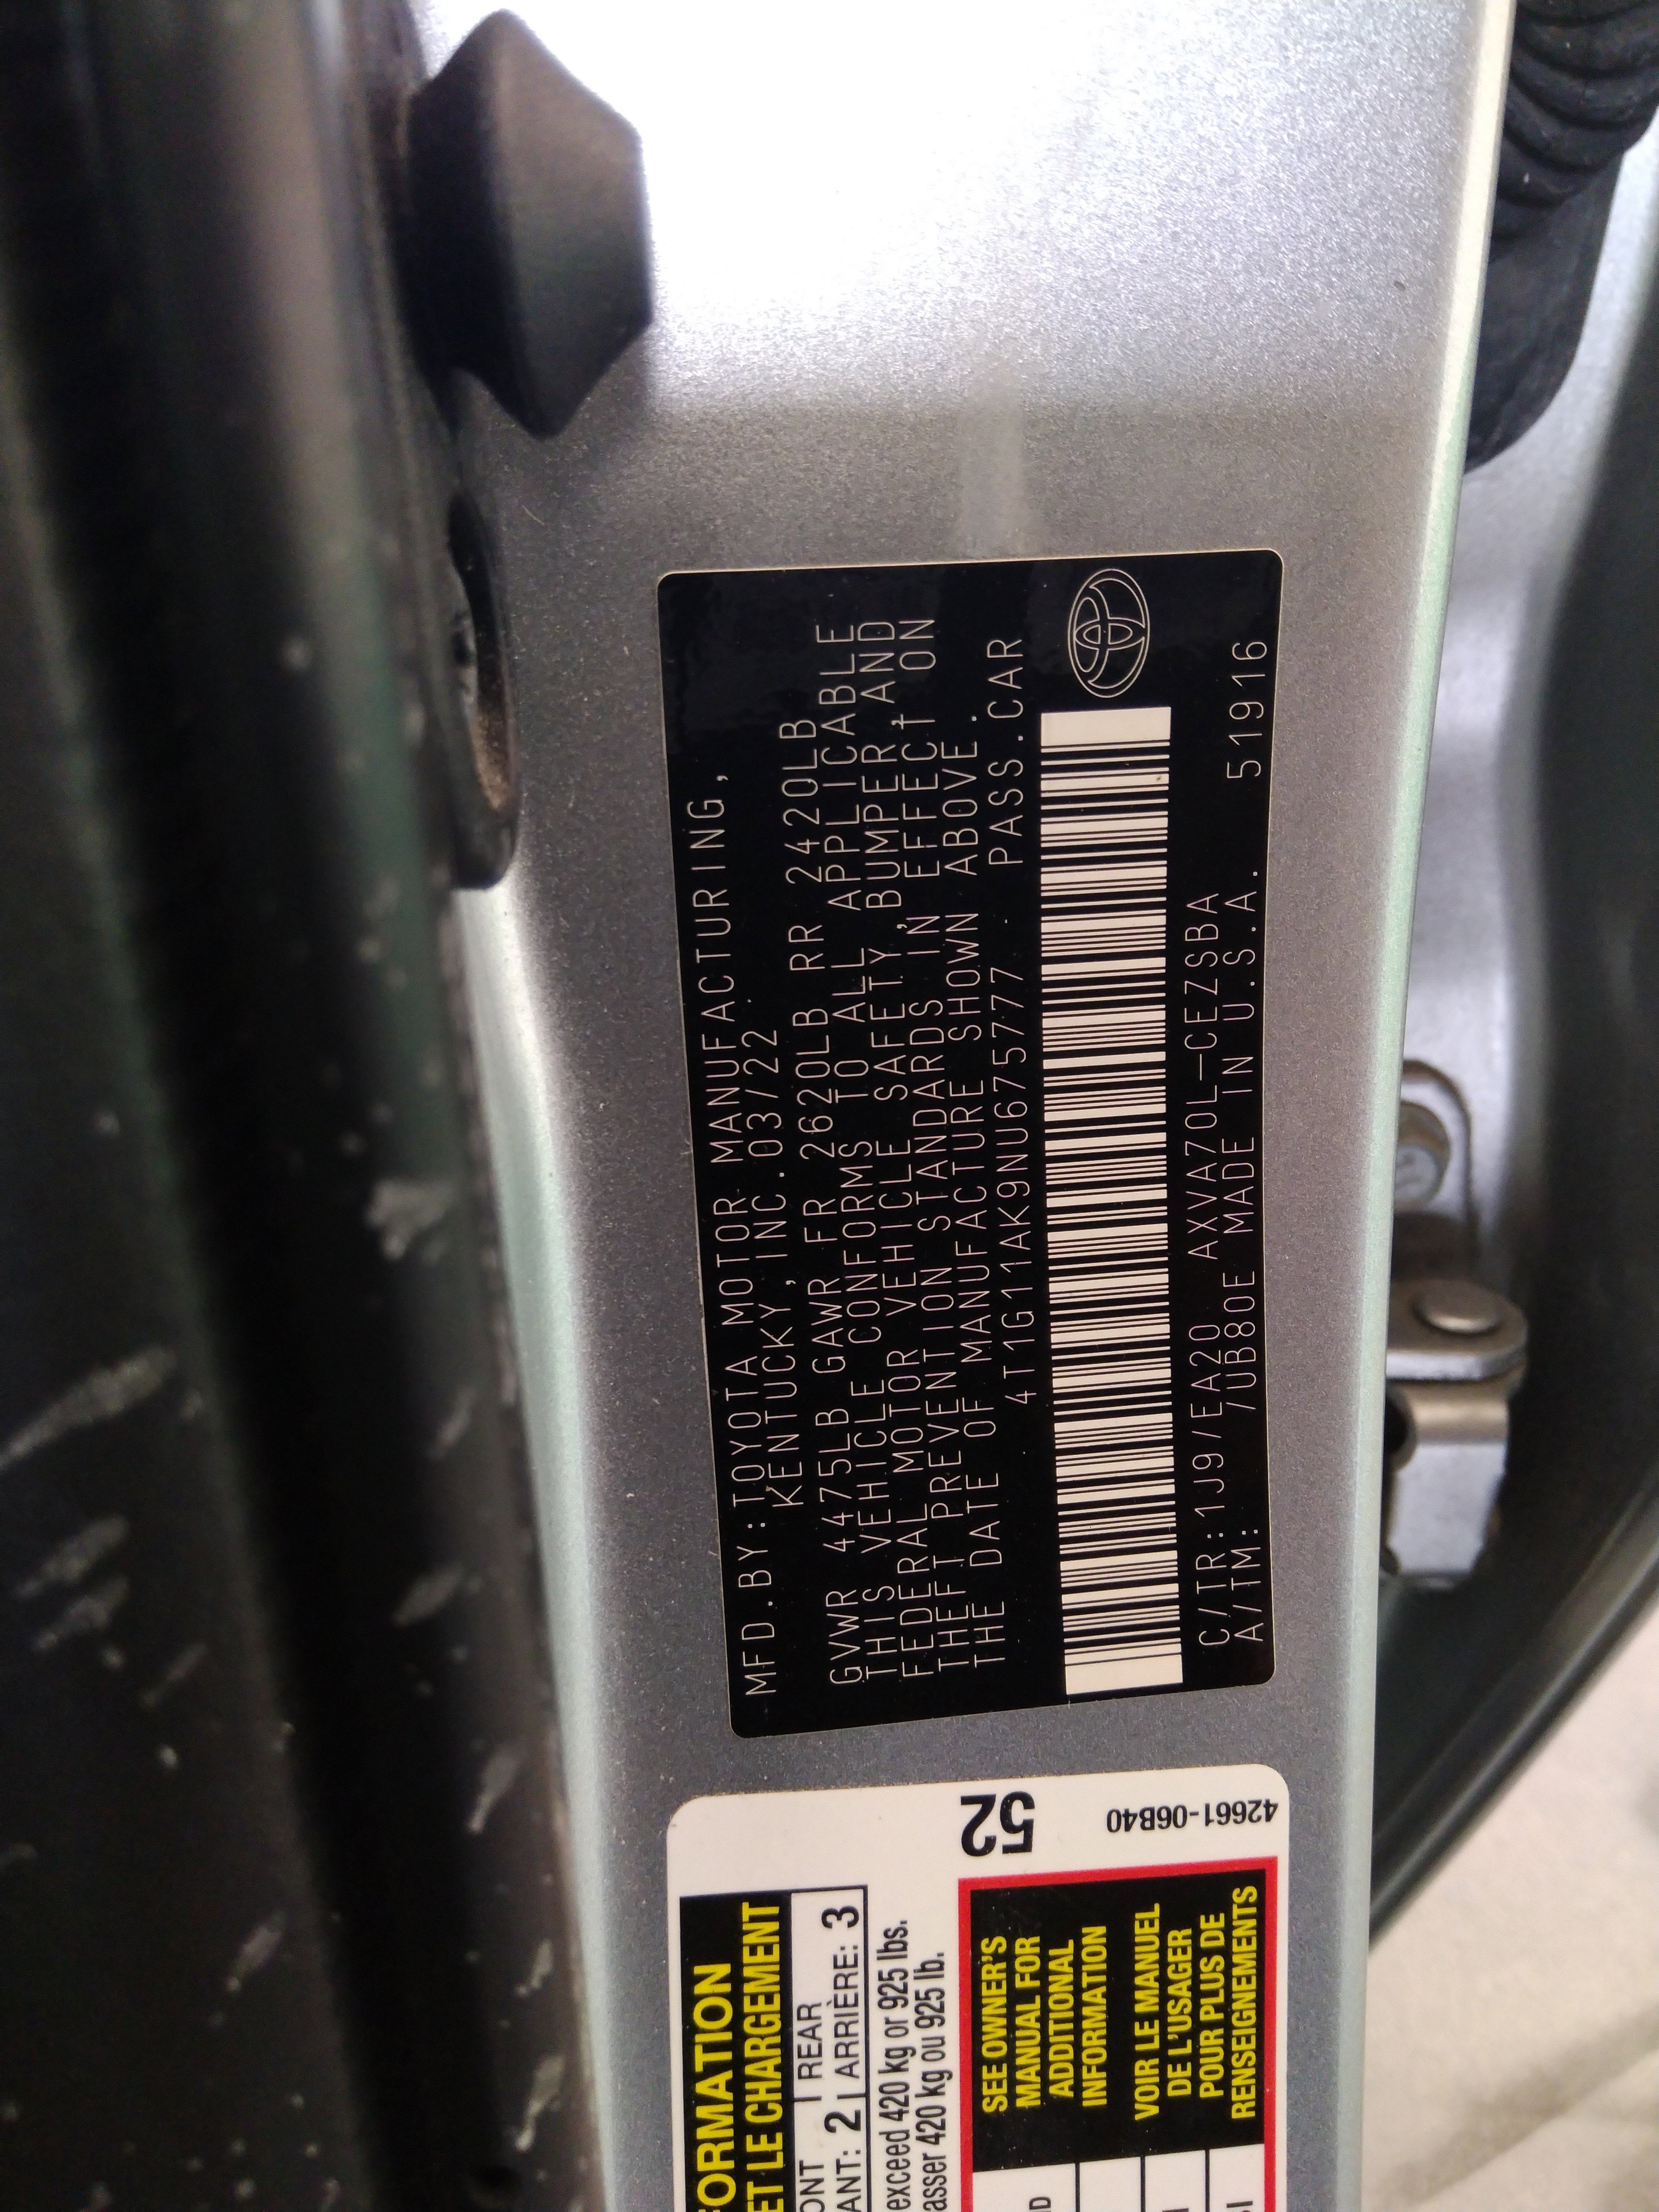 MFD.BY:TOYOTA MOTOR MANUFACTURING,
KENTUCKY, INC.03/22
GVWR 4475LB GAWR FR 2620LB RR 2420LB
THIS VEHICLE CONFORMS TO ALL APPLICABLE
FEDERAL MOTOR VEHICLE SAFETY, BUMPER, AND
THEFT PREVENTION STANDARDS IN EFFECT ON
THE DATE OF MANUFACTURE SHOWN ABOVE.
4T1G11AK9NU675777 PASS.CAR
C/TR:1J9/EA20 AXVA70L-CEZSBA
A/TM: /UB80E MADE IN U.S.A. 51916
52
42661-06B40
ET LE CHARGEMENT
REAR
2 ARRIÈRE: 3
exceed 420 kg or 925 lbs.
420 kg ou 925 lb.
SEE OWNER'S
MANUAL FOR
ADDITIONAL
INFORMATION
VOIR LE MANUEL
DE L'USAGER
POUR PLUS DE
RENSEIGNEMENTS